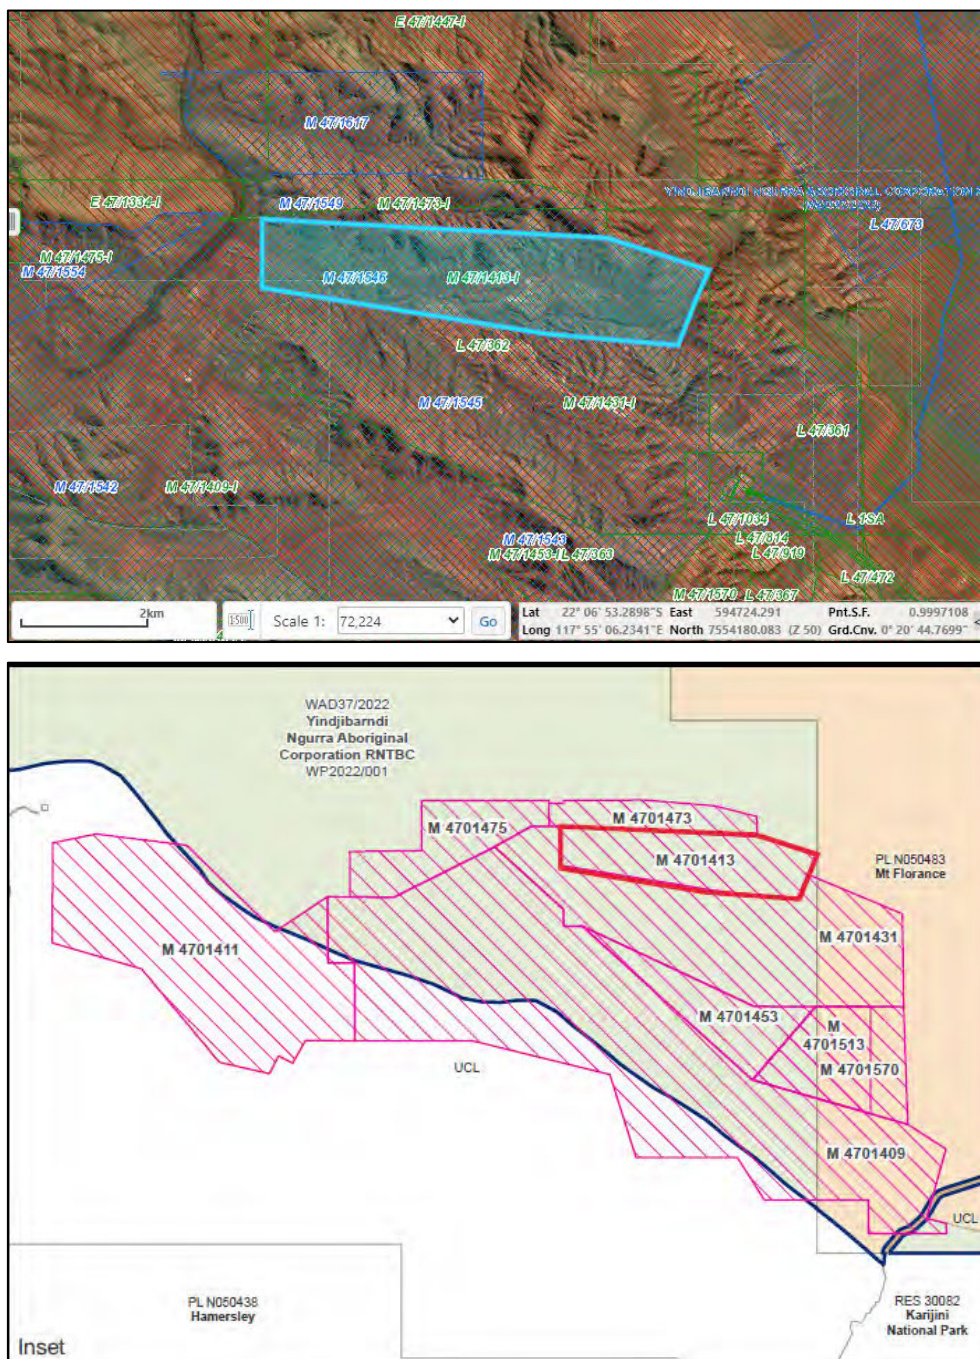 E 47/1447-I
M 47/1617
YINDJIBARNDI NGURRA ABORIGINAL CORPORATION
E 47/1334-I
M 47/1549
M 47/1473-I
L 47/673
M 47/1475-I
M 47/1554
M 47/1546
M 47/1413-I
L 47/362
M 47/1545
M 47/1431-I
L 47/361
M 47/1542
M 47/1409-I
L 47/1034
L 1SA
M 47/1543
L 47/814
M 47/1453-I
L 47/363
L 47/919
L 47/472
M 47/1570
L 47/367
2km
Scale 1:
72,224
Go
Lat 22° 06' 53.2898"S East 594724.291 Pnt.S.F. 0.9997108
Long 117° 55' 06.2341"E North 7554180.083 (Z 50) Grd.Cnv. 0° 20' 44.7699"
WAD37/2022
Yindjibarndi
Ngurra Aboriginal
Corporation RNTBC
WP2022/001
M 4701473
M 4701475
M 4701413
PL N050483
Mt Florance
M 4701411
M 4701431
M 4701453
M
4701513
M 4701570
UCL
M 4701409
UCL
PL N050438
Hamersley
RES 30082
Karijini
National Park
Inset